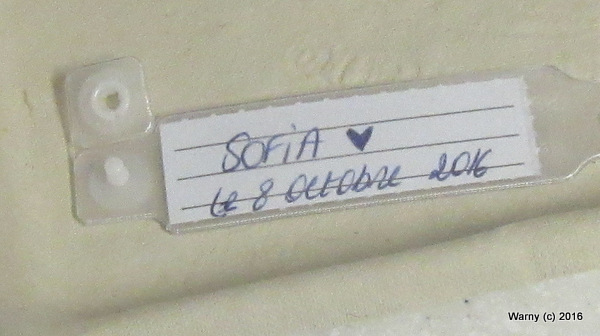 SOFiA ♥
Le 8 octobre 2016
Warny (c) 2016